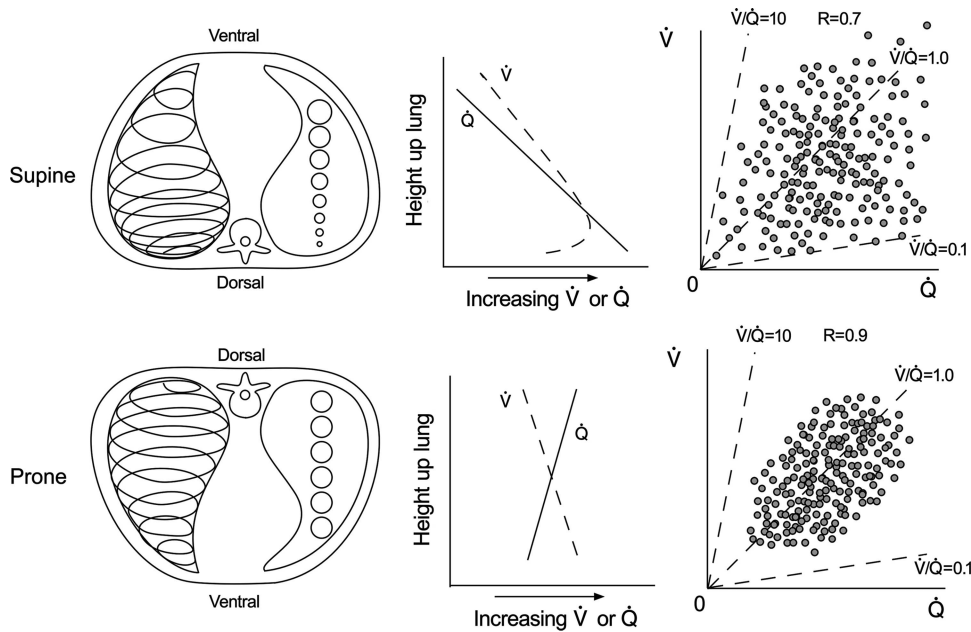 Ventral
Supine
Dorsal
Height up lung
V̇
Q̇
Increasing V̇ or Q̇
V̇/Q̇=10
R=0.7
V̇
V̇/Q̇=1.0
V̇/Q̇=0.1
0
Q̇
Dorsal
Prone
Ventral
Height up lung
V̇
Q̇
Increasing V̇ or Q̇
V̇/Q̇=10
R=0.9
V̇
V̇/Q̇=1.0
V̇/Q̇=0.1
0
Q̇